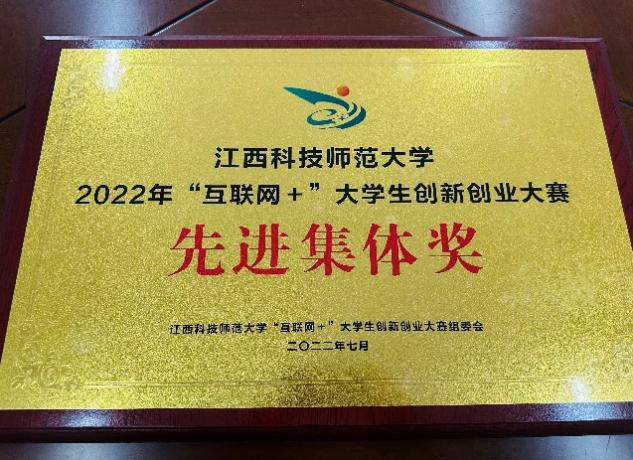 江西科技师范大学
2022年“互联网+”大学生创新创业大赛
先进集体奖
江西科技师范大学“互联网+”大学生创新创业大赛组委会
二〇二二年七月